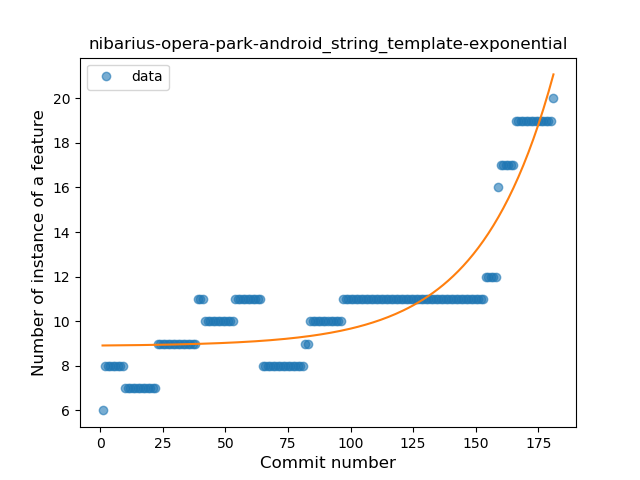 nibarius-opera-park-android_string_template-exponential
data
Number of instance of a feature
20
18
16
14
12
10
8
6
0 25 50 75 100 125 150 175
Commit number